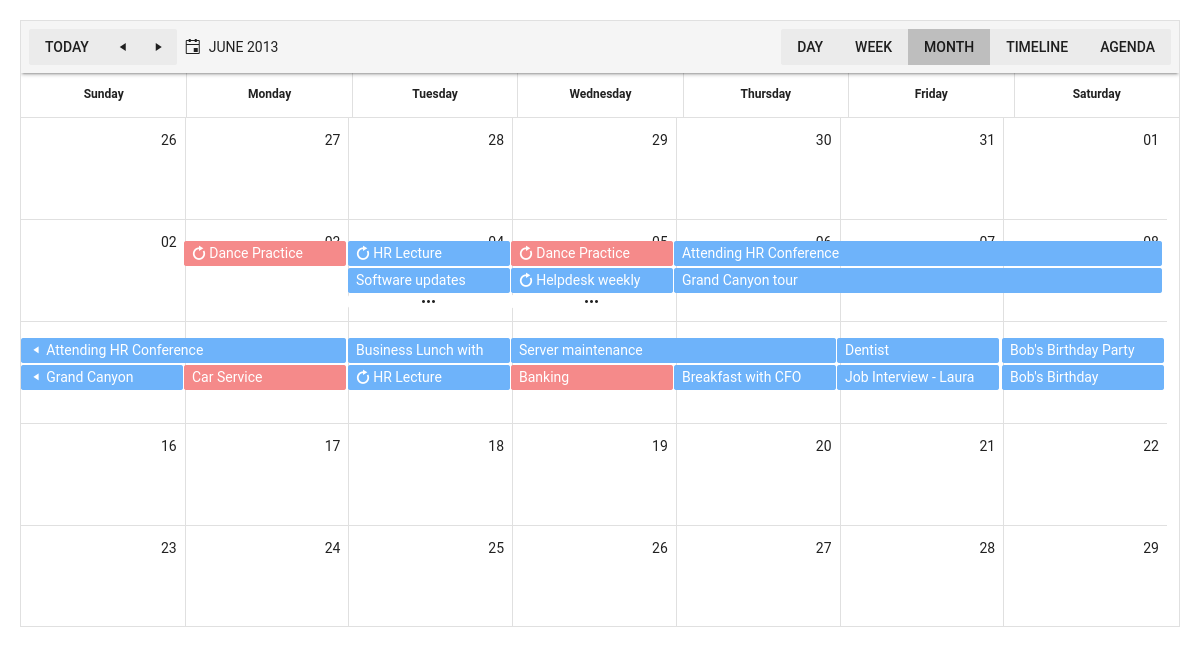 TODAY JUNE 2013 DAY WEEK MONTH TIMELINE AGENDA
Sunday Monday Tuesday Wednesday Thursday Friday Saturday
26 27 28 29 30 31 01
02 03 04 05 06 07 08
Dance Practice HR Lecture Dance Practice Attending HR Conference
Software updates Helpdesk weekly Grand Canyon tour
... ...
Attending HR Conference Business Lunch with Server maintenance Dentist Bob's Birthday Party
Grand Canyon Car Service HR Lecture Banking Breakfast with CFO Job Interview - Laura Bob's Birthday
16 17 18 19 20 21 22
23 24 25 26 27 28 29